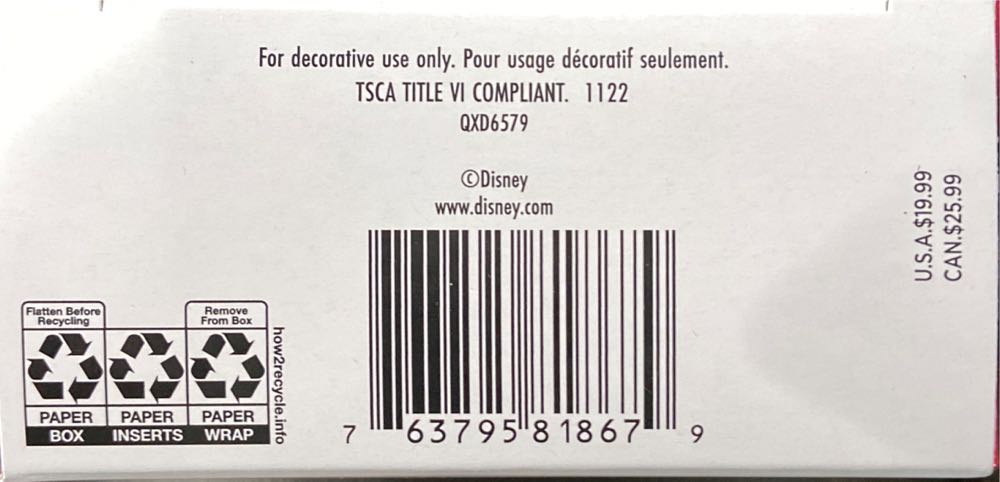 For decorative use only. Pour usage décoratif seulement.
TSCA TITLE VI COMPLIANT. 1122
QXD6579
©Disney
www.disney.com
U.S.A.$19.99
CAN.$25.99
Flatten Before
Recycling
Remove
From Box
PAPER PAPER PAPER
BOX INSERTS WRAP
how2recycle.info
7 63795 81867 9